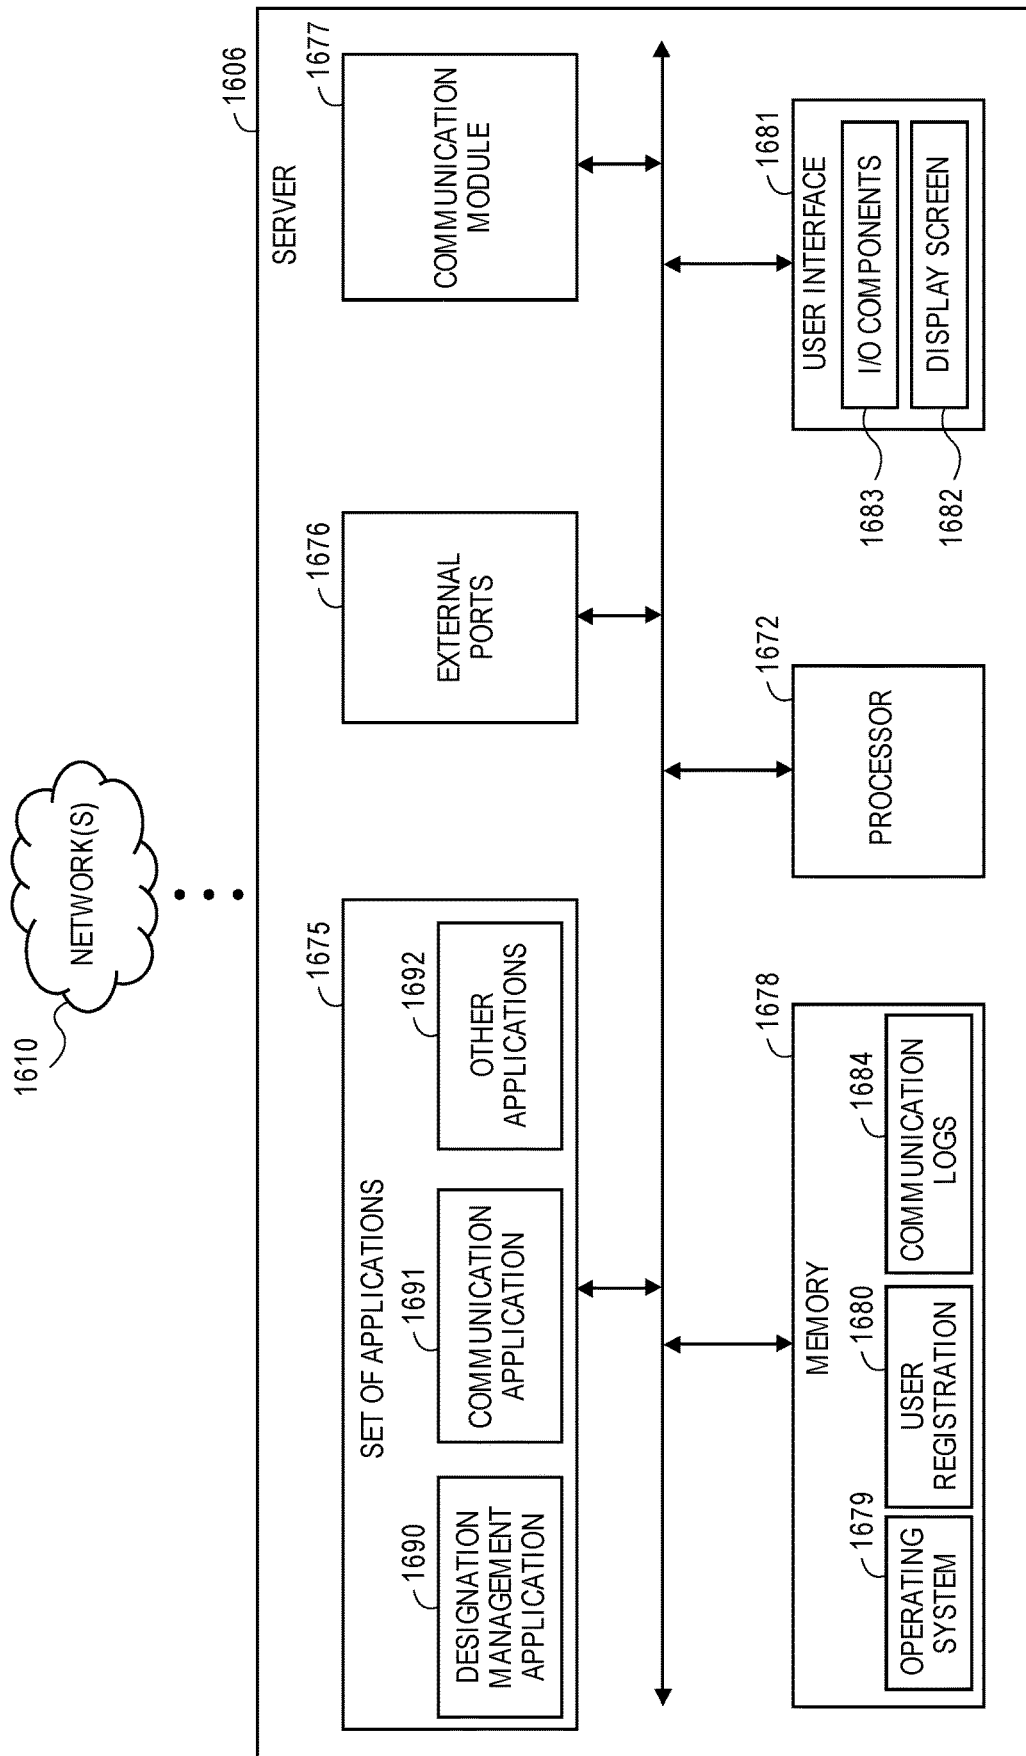 1610
NETWORK(S)
1606
SERVER
1675
SET OF APPLICATIONS
1690
DESIGNATION
MANAGEMENT
APPLICATION
1691
COMMUNICATION
APPLICATION
1692
OTHER
APPLICATIONS
1676
EXTERNAL
PORTS
1677
COMMUNICATION
MODULE
1678
MEMORY
1679
OPERATING
SYSTEM
1680
USER
REGISTRATION
1684
COMMUNICATION
LOGS
1672
PROCESSOR
1681
USER INTERFACE
1683
I/O COMPONENTS
1682
DISPLAY SCREEN